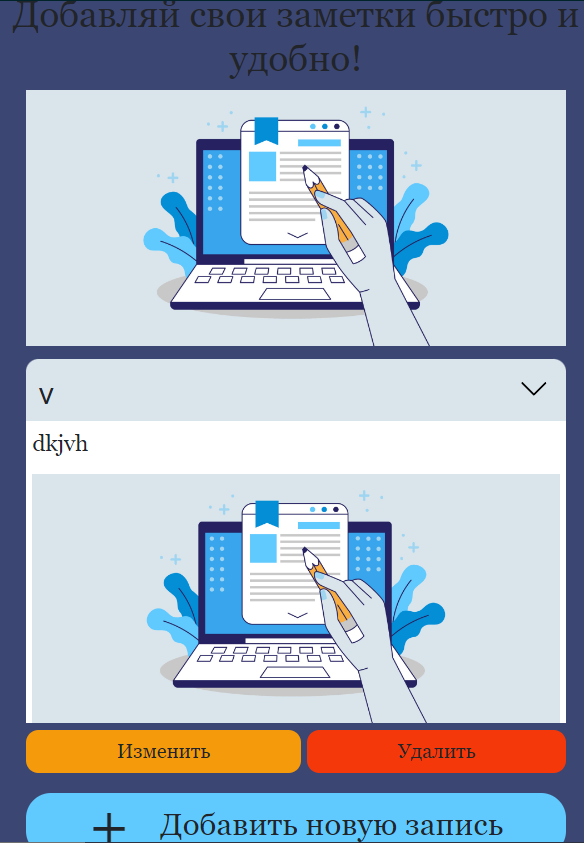 Добавляй свои заметки быстро и
удобно!
v
dkjvh
Изменить
Удалить
Добавить новую запись